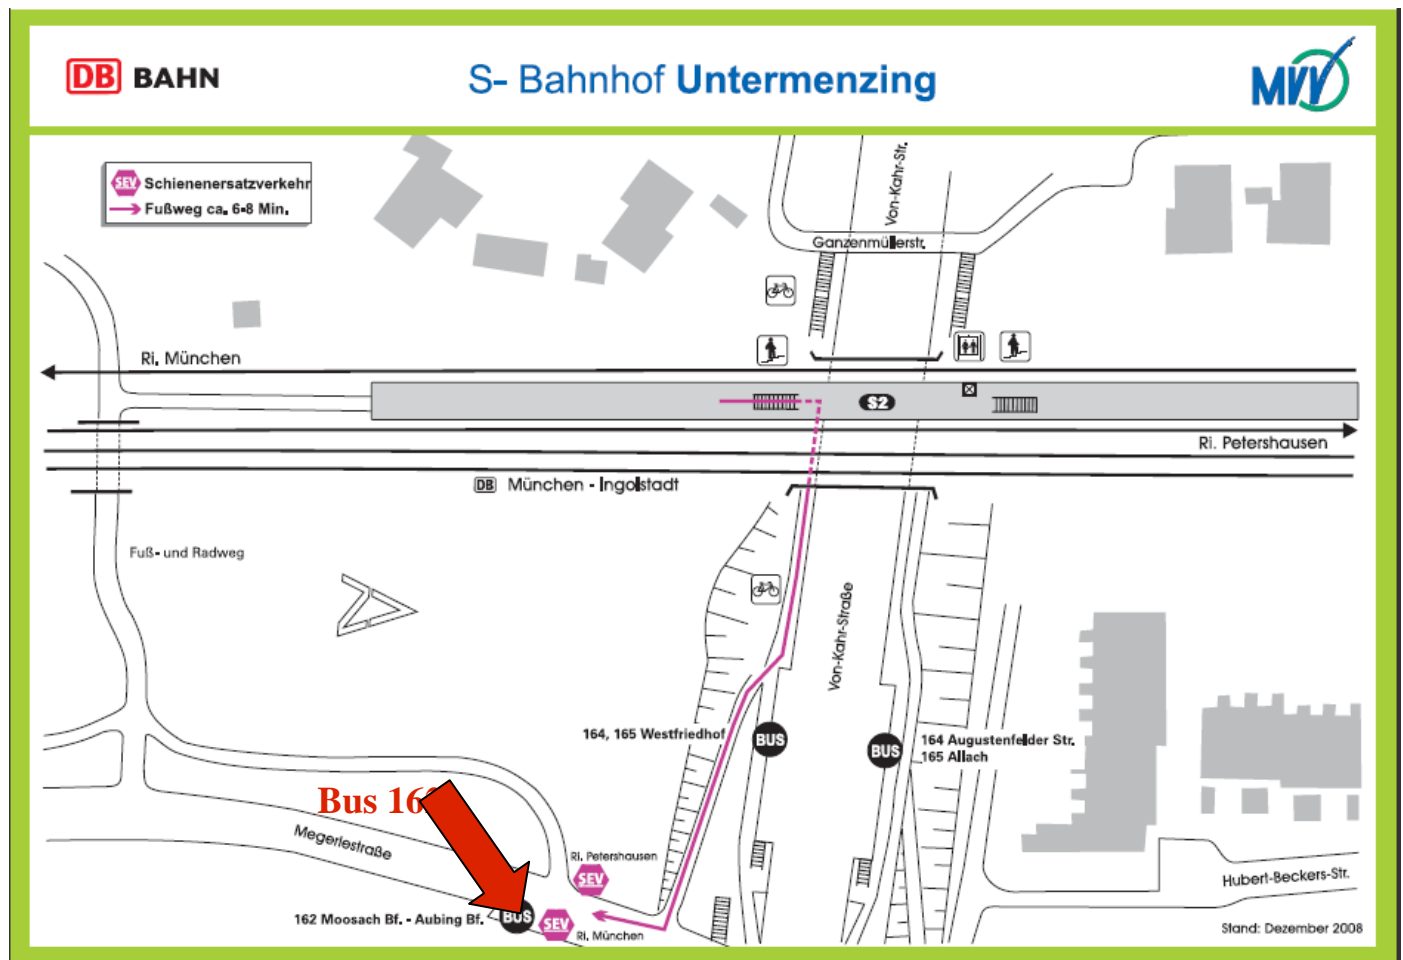 DB BAHN
S- Bahnhof Untermenzing
MVV
SEV Schienenersatzverkehr
Fußweg ca. 6-8 Min.
Von-Kahr-Str.
Ganzenmüllerstr.
Ri. München
S2
Ri. Petershausen
DB München - Ingolstadt
Fuß- und Radweg
Von-Kahr-Straße
164, 165 Westfriedhof
BUS
BUS
164 Augustenfelder Str.
165 Allach
Bus 16
Megerlestraße
Ri. Petershausen
SEV
Hubert-Beckers-Str.
162 Moosach Bf. - Aubing Bf.
BUS
SEV
Ri. München
Stand: Dezember 2008